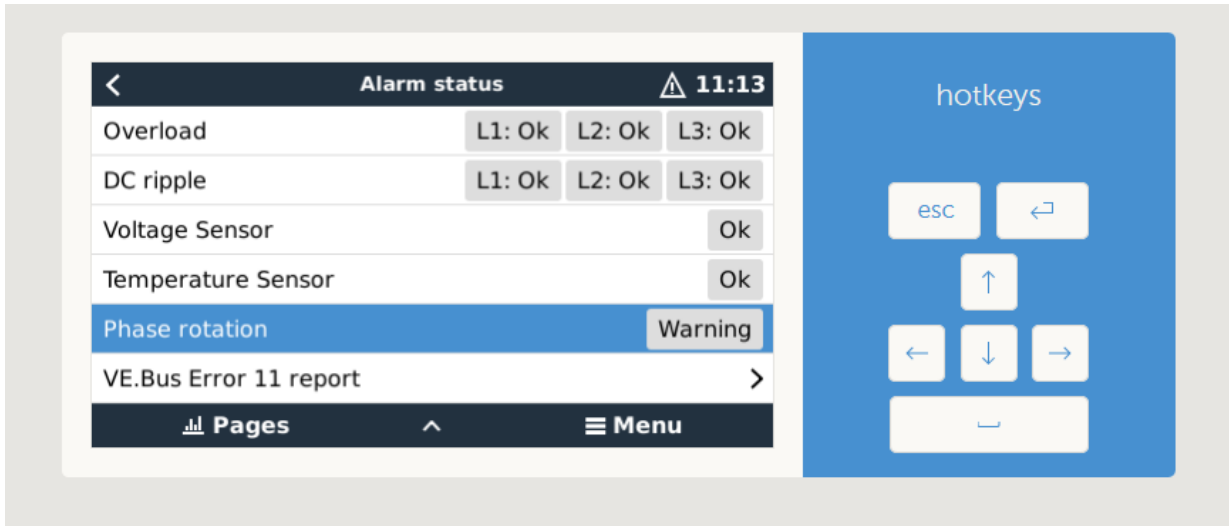 Alarm status 11:13
Overload L1: Ok L2: Ok L3: Ok
DC ripple L1: Ok L2: Ok L3: Ok
Voltage Sensor Ok
Temperature Sensor Ok
Phase rotation Warning
VE.Bus Error 11 report
Pages Menu
hotkeys
esc